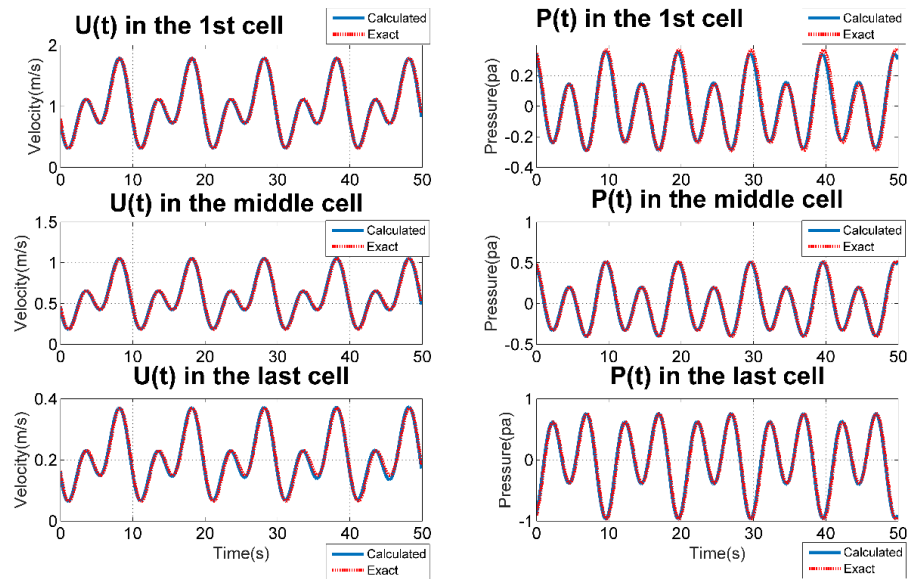 U(t) in the 1st cell
Calculated
Exact
Velocity(m/s)
2
1
0
0 10 20 30 40 50
P(t) in the 1st cell
Calculated
Exact
Pressure(pa)
0.2
0
-0.2
-0.4
0 10 20 30 40 50
U(t) in the middle cell
Calculated
Exact
Velocity(m/s)
1.5
1
0.5
0
0 10 20 30 40 50
P(t) in the middle cell
Calculated
Exact
Pressure(pa)
1
0.5
0
-0.5
0 10 20 30 40 50
U(t) in the last cell
Velocity(m/s)
0.4
0.2
0
0 10 20 30 40 50
Time(s)
Calculated
Exact
P(t) in the last cell
Pressure(pa)
1
0
-1
0 10 20 30 40 50
Time(s)
Calculated
Exact